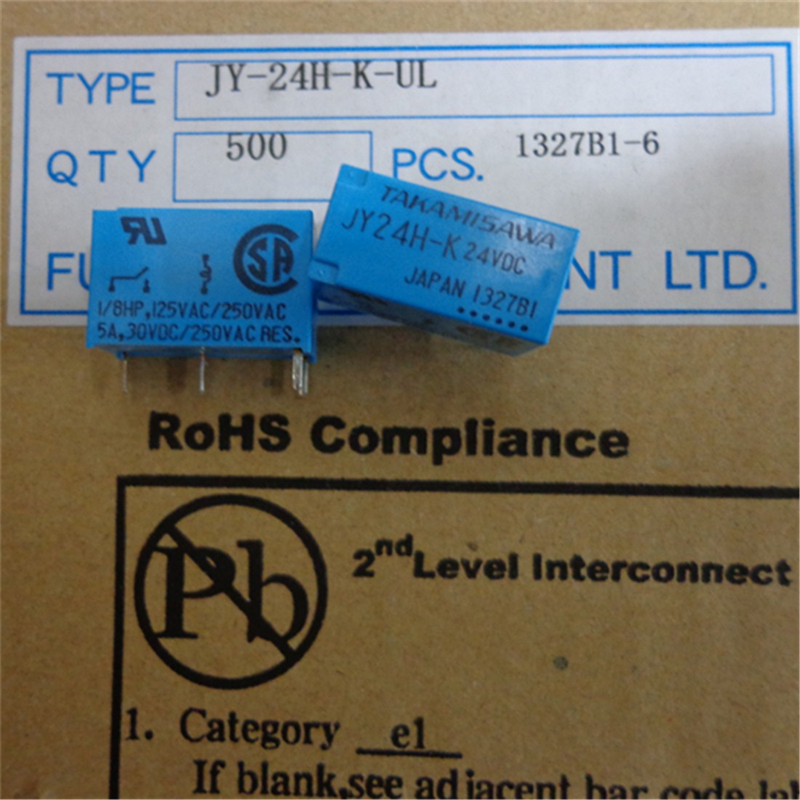 TYPE JY-24H-K-UL
QTY 500 PCS. 1327B1-6
FU NT LTD.
CSA
1/8HP,125VAC/250VAC
5A,30VDC/250VAC RES.
TAKAMISAWA
JY24H-K 24VDC
JAPAN 1327B1
RoHS Compliance
Pb
2nd Level Interconnect
1. Category e1
If blank,see adjacent bar code